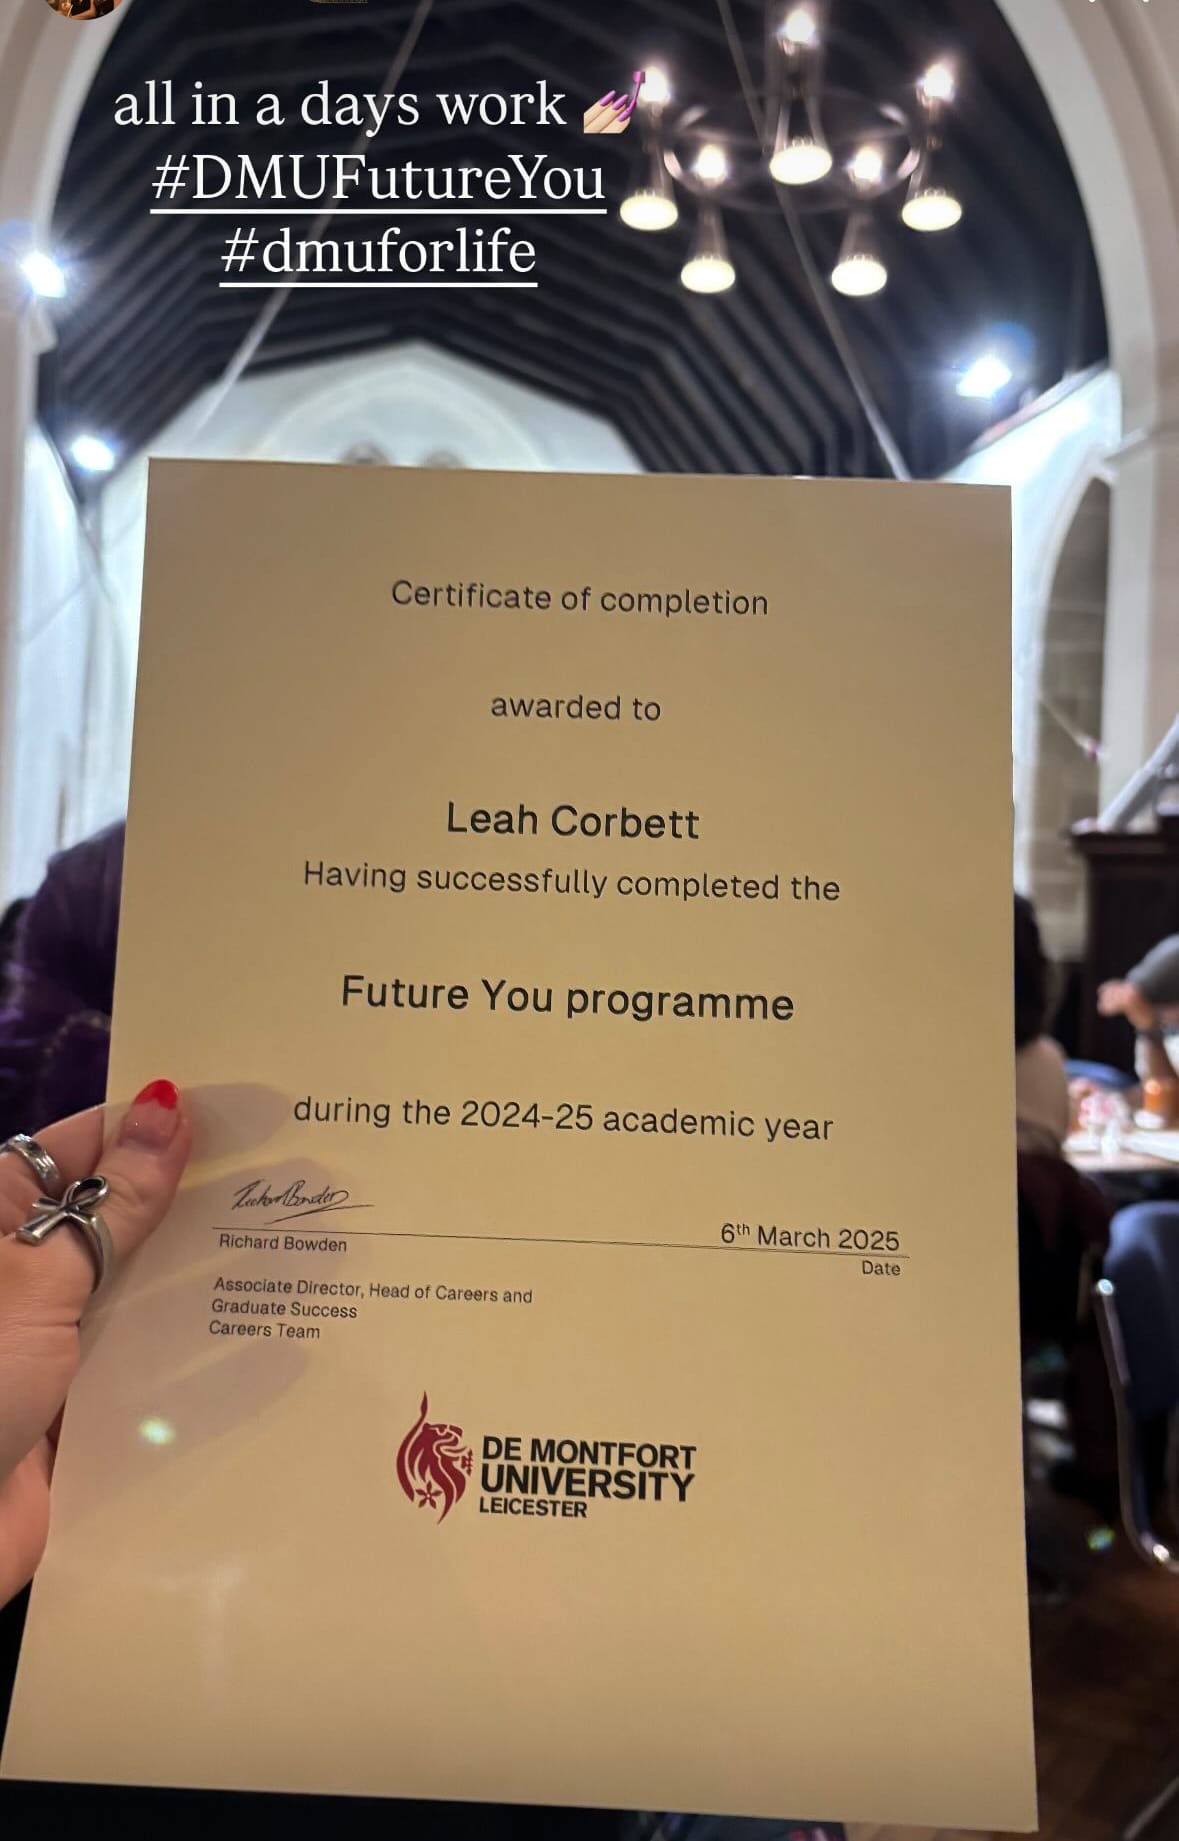 all in a days work 💅🏻
#DMUFutureYou
#dmuforlife
Certificate of completion
awarded to
Leah Corbett
Having successfully completed the
Future You programme
during the 2024-25 academic year
Richard Bowden
6th March 2025
Date
Associate Director, Head of Careers and
Graduate Success
Careers Team
DE MONTFORT
UNIVERSITY
LEICESTER